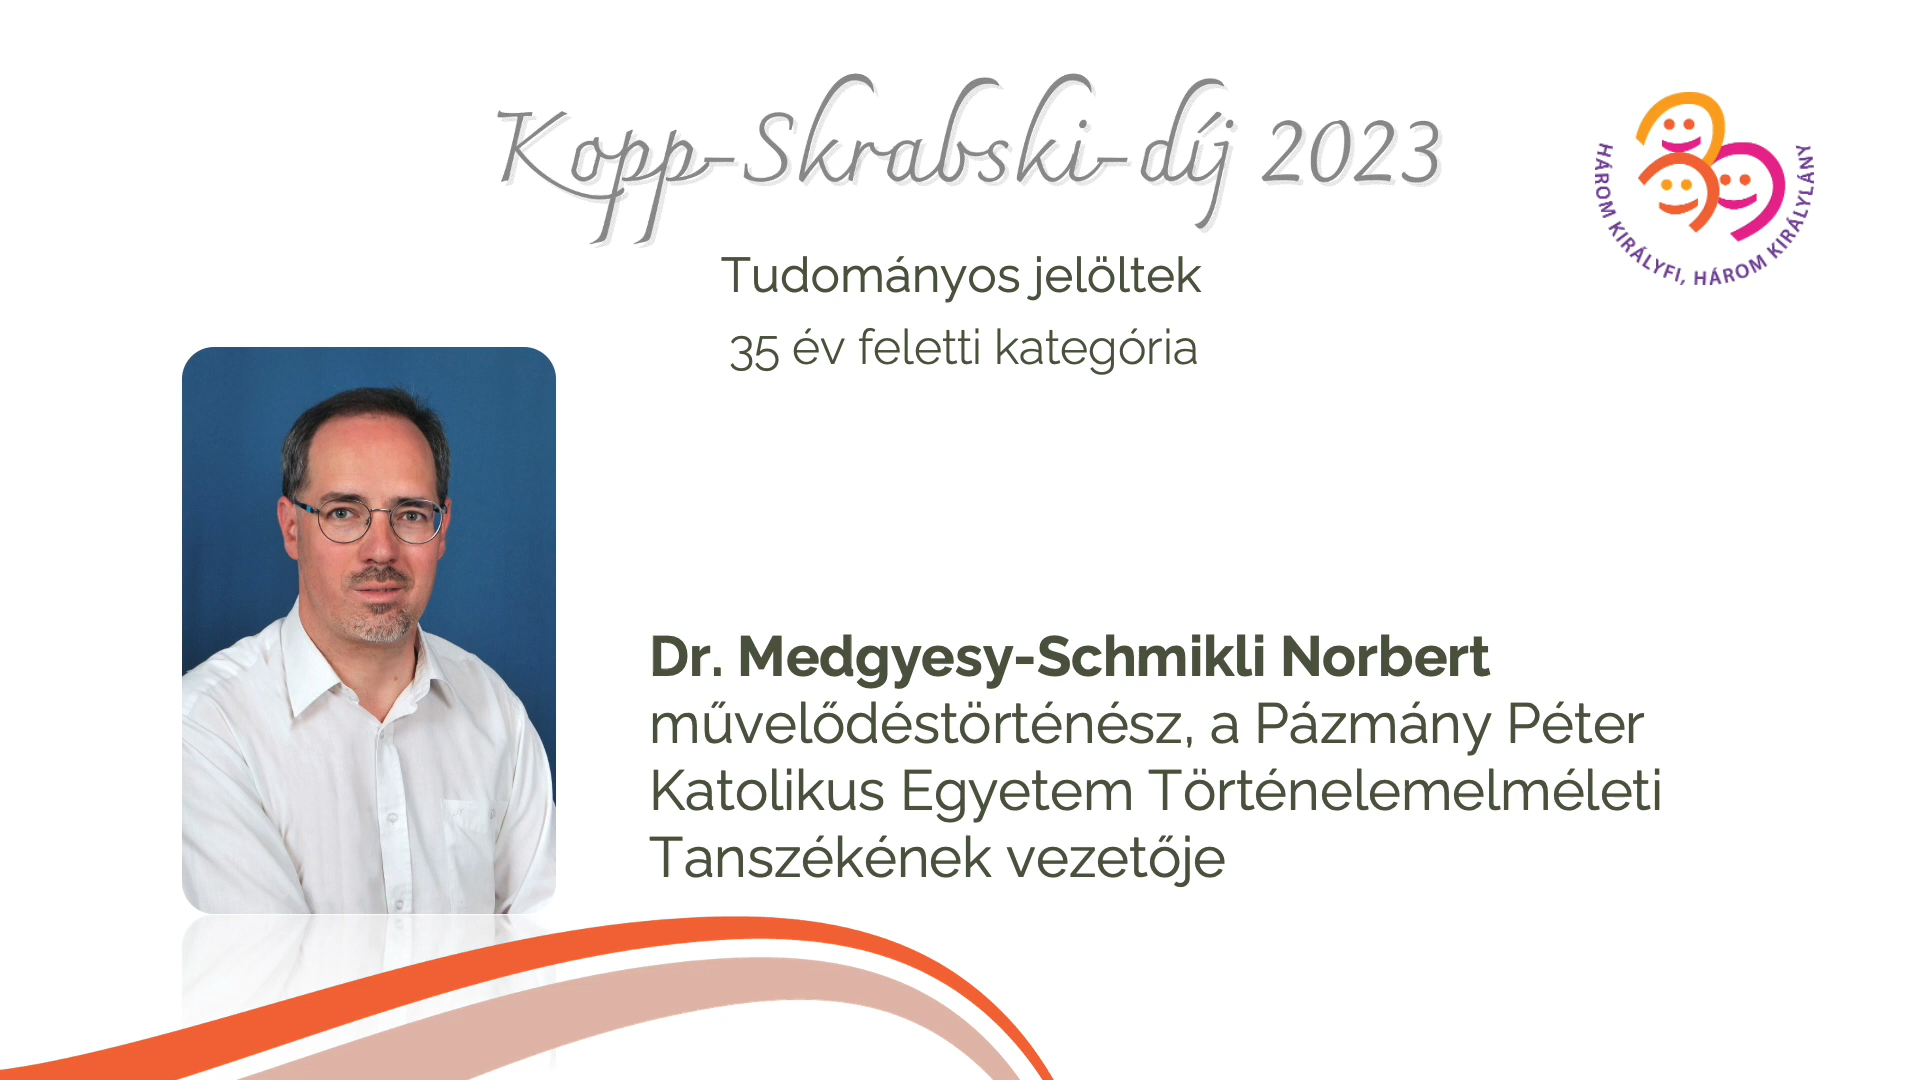 Kopp-Skrabski-díj 2023
HÁROM KIRÁLYFI, HÁROM KIRÁLYLÁNY
Tudományos jelöltek
35 év feletti kategória
Dr. Medgyesy-Schmikli Norbert
művelődéstörténész, a Pázmány Péter
Katolikus Egyetem Történelemelméleti
Tanszékének vezetője